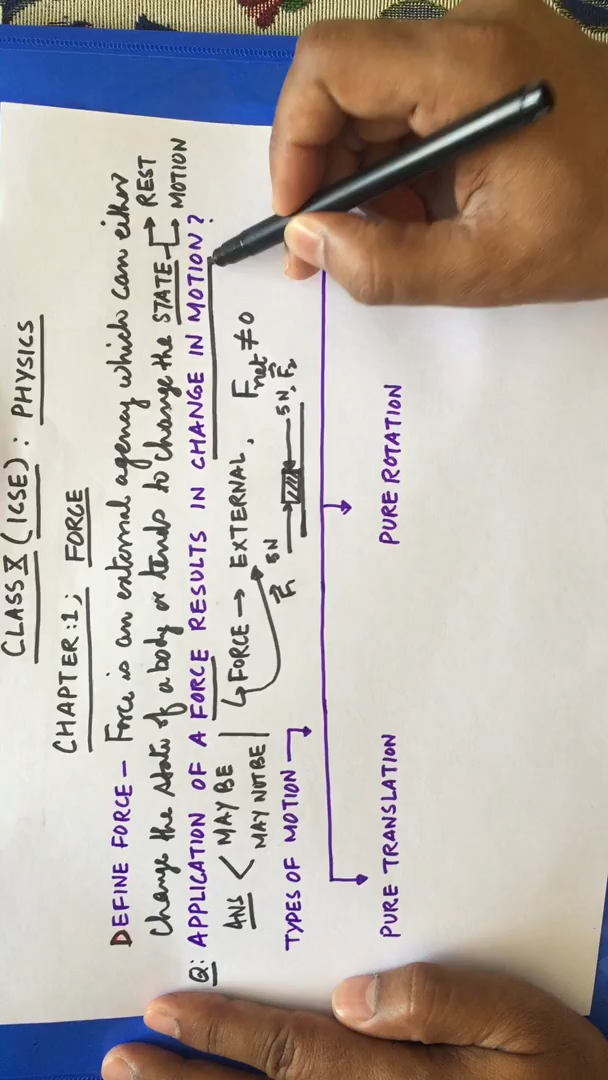 CLASS X (ICSE) : PHYSICS
CHAPTER : 1 ; FORCE
DEFINE FORCE - Force is an external agency which can either
change the state of a body or tends to change the STATE → REST
→ MOTION
Q: APPLICATION OF A FORCE RESULTS IN CHANGE IN MOTION?
ANS < MAY BE
MAY NOT BE
↳ FORCE → EXTERNAL, Fnet ≠ 0
F₁ 5N 5N, F₂
TYPES OF MOTION
PURE TRANSLATION PURE ROTATION